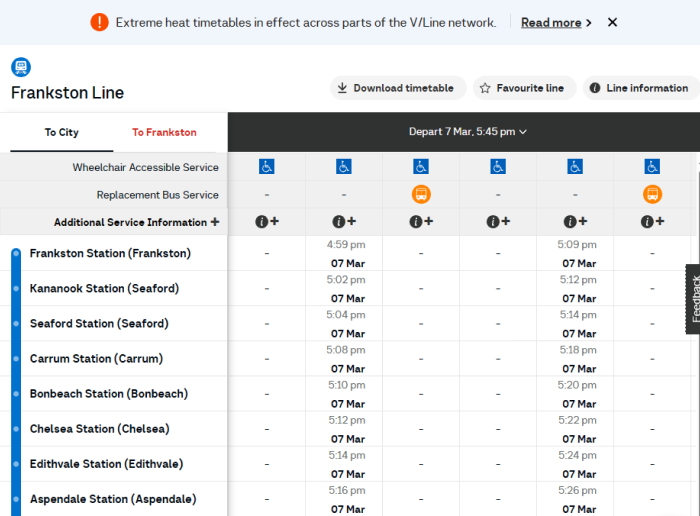 Extreme heat timetables in effect across parts of the V/Line network. Read more
Frankston Line
Download timetable Favourite line Line information
To City To Frankston Depart 7 Mar, 5:45 pm
Wheelchair Accessible Service
Replacement Bus Service - - - -
Additional Service Information + i+ i+ i+ i+ i+ i+
Frankston Station (Frankston) - 4:59 pm 07 Mar - - 5:09 pm 07 Mar -
Kananook Station (Seaford) - 5:02 pm 07 Mar - - 5:12 pm 07 Mar -
Seaford Station (Seaford) - 5:04 pm 07 Mar - - 5:14 pm 07 Mar -
Carrum Station (Carrum) - 5:08 pm 07 Mar - - 5:18 pm 07 Mar -
Bonbeach Station (Bonbeach) - 5:10 pm 07 Mar - - 5:20 pm 07 Mar -
Chelsea Station (Chelsea) - 5:12 pm 07 Mar - - 5:22 pm 07 Mar -
Edithvale Station (Edithvale) - 5:14 pm 07 Mar - - 5:24 pm 07 Mar -
Aspendale Station (Aspendale) - 5:16 pm 07 Mar - - 5:26 pm 07 Mar -
Feedback